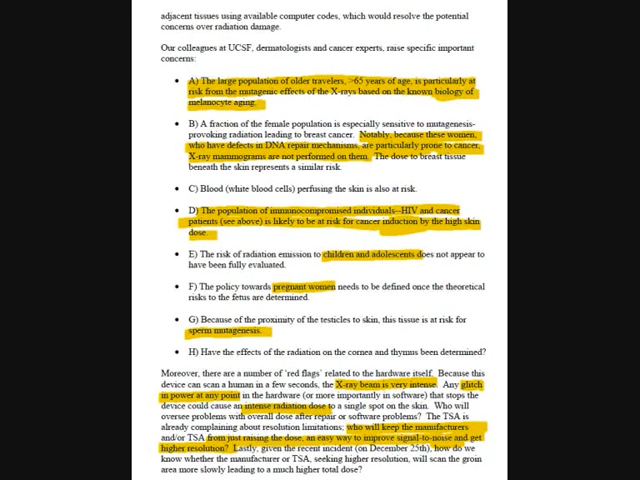 adjacent tissues using available computer codes, which would resolve the potential
concerns over radiation damage.
Our colleagues at UCSF, dermatologists and cancer experts, raise specific important
concerns:
• A) The large population of older travelers, >65 years of age, is particularly at
risk from the mutagenic effects of the X-rays based on the known biology of
melanocyte aging.
• B) A fraction of the female population is especially sensitive to mutagenesis-
provoking radiation leading to breast cancer. Notably, because these women,
who have defects in DNA repair mechanisms, are particularly prone to cancer,
X-ray mammograms are not performed on them. The dose to breast tissue
beneath the skin represents a similar risk.
• C) Blood (white blood cells) perfusing the skin is also at risk.
• D) The population of immunocompromised individuals--HIV and cancer
patients (see above) is likely to be at risk for cancer induction by the high skin
dose.
• E) The risk of radiation emission to children and adolescents does not appear to
have been fully evaluated.
• F) The policy towards pregnant women needs to be defined once the theoretical
risks to the fetus are determined.
• G) Because of the proximity of the testicles to skin, this tissue is at risk for
sperm mutagenesis.
• H) Have the effects of the radiation on the cornea and thymus been determined?
Moreover, there are a number of ‘red flags’ related to the hardware itself. Because this
device can scan a human in a few seconds, the X-ray beam is very intense. Any glitch
in power at any point in the hardware (or more importantly in software) that stops the
device could cause an intense radiation dose to a single spot on the skin. Who will
oversee problems with overall dose after repair or software problems? The TSA is
already complaining about resolution limitations; who will keep the manufacturers
and/or TSA from just raising the dose, an easy way to improve signal-to-noise and get
higher resolution? Lastly, given the recent incident (on December 25th), how do we
know whether the manufacturer or TSA, seeking higher resolution, will scan the groin
area more slowly leading to a much higher total dose?